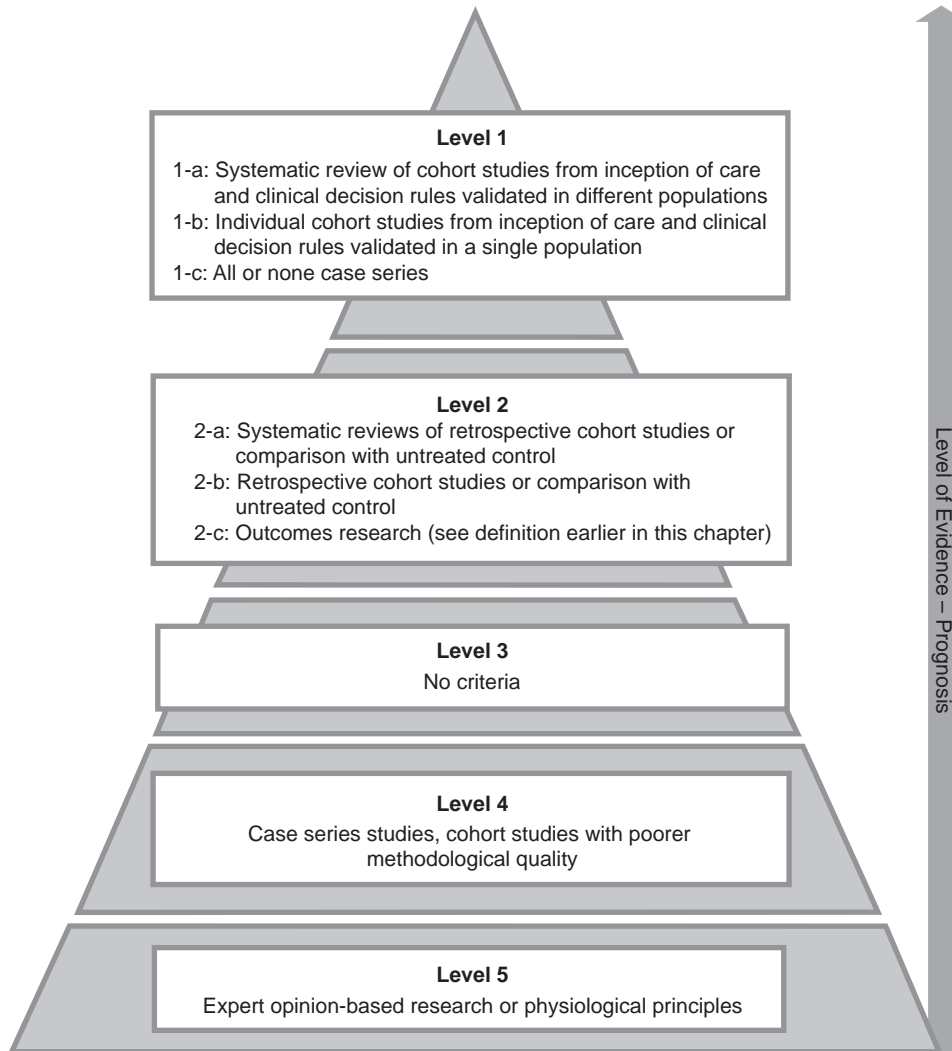 Level 1
1-a: Systematic review of cohort studies from inception of care
and clinical decision rules validated in different populations
1-b: Individual cohort studies from inception of care and clinical
decision rules validated in a single population
1-c: All or none case series
Level 2
2-a: Systematic reviews of retrospective cohort studies or
comparison with untreated control
2-b: Retrospective cohort studies or comparison with
untreated control
2-c: Outcomes research (see definition earlier in this chapter)
Level 3
No criteria
Level 4
Case series studies, cohort studies with poorer
methodological quality
Level 5
Expert opinion-based research or physiological principles
Level of Evidence – Prognosis